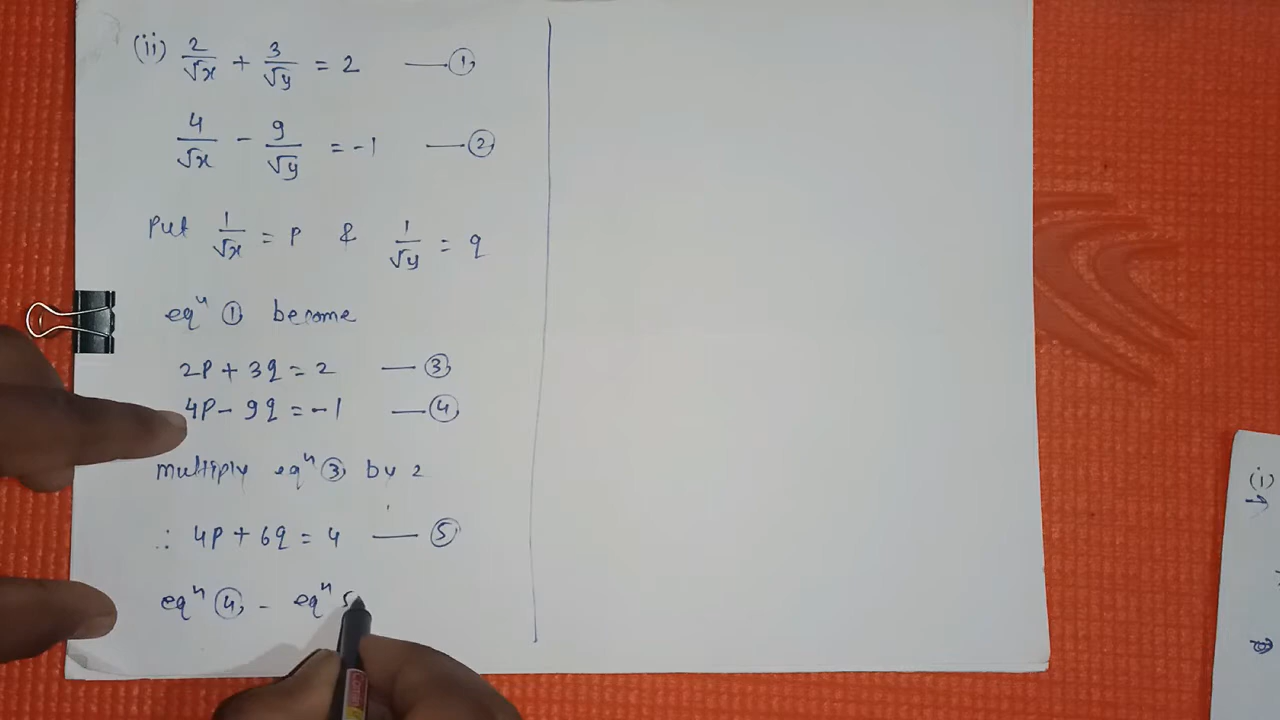 (ii) 2/√x + 3/√y = 2 —①
4/√x - 9/√y = -1 —②
Put 1/√x = P & 1/√y = q
eqⁿ ① become
2P + 3q = 2 —③
4P - 9q = -1 —④
multiply eqⁿ ③ by 2
∴ 4P + 6q = 4 —⑤
eqⁿ ④ - eqⁿ 5
(i)